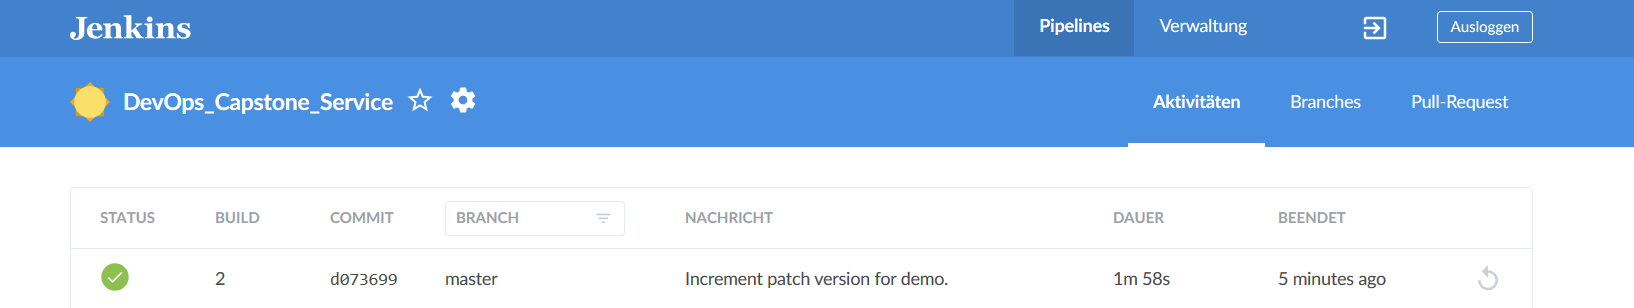 Jenkins
Pipelines
Verwaltung
Ausloggen
DevOps_Capstone_Service
Aktivitäten
Branches
Pull-Request
STATUS BUILD COMMIT BRANCH NACHRICHT DAUER BEENDET
2 d073699 master Increment patch version for demo. 1m 58s 5 minutes ago